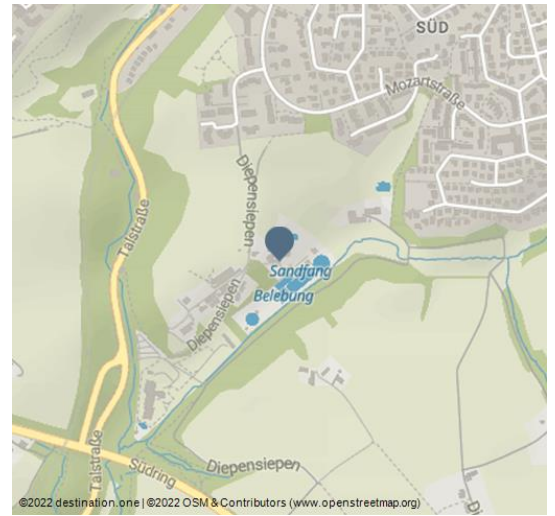 SÜD
Mozartstraße
Diepensiepen
Talstraße
Sandfang
Belebung
Diepensiepen
Südring
Talstraße
Diepensiepen
Di
©2022 destination.one | ©2022 OSM & Contributors (www.openstreetmap.org)